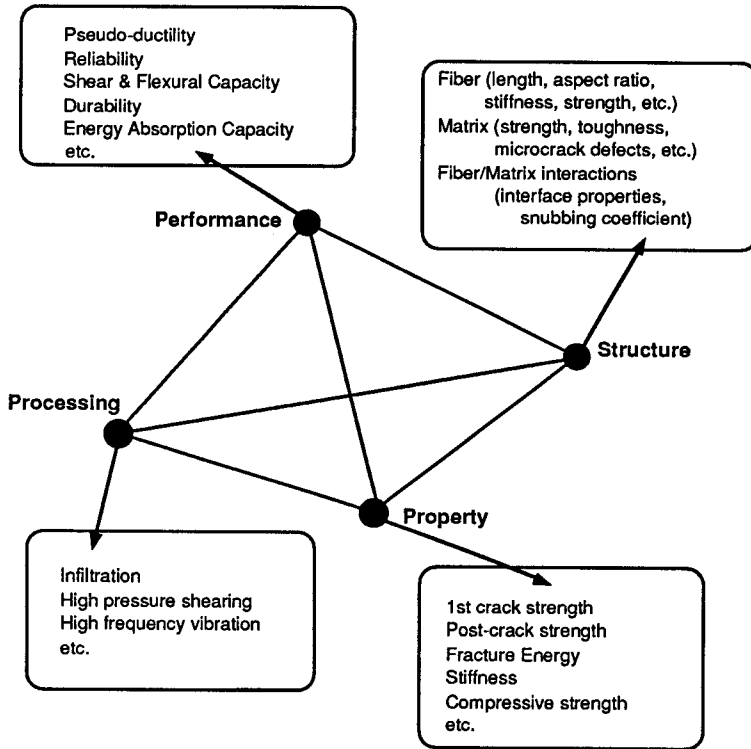 Pseudo-ductility
Reliability
Shear & Flexural Capacity
Durability
Energy Absorption Capacity
etc.
Fiber (length, aspect ratio,
stiffness, strength, etc.)
Matrix (strength, toughness,
microcrack defects, etc.)
Fiber/Matrix interactions
(interface properties,
snubbing coefficient)
Performance
Structure
Processing
Property
Infiltration
High pressure shearing
High frequency vibration
etc.
1st crack strength
Post-crack strength
Fracture Energy
Stiffness
Compressive strength
etc.